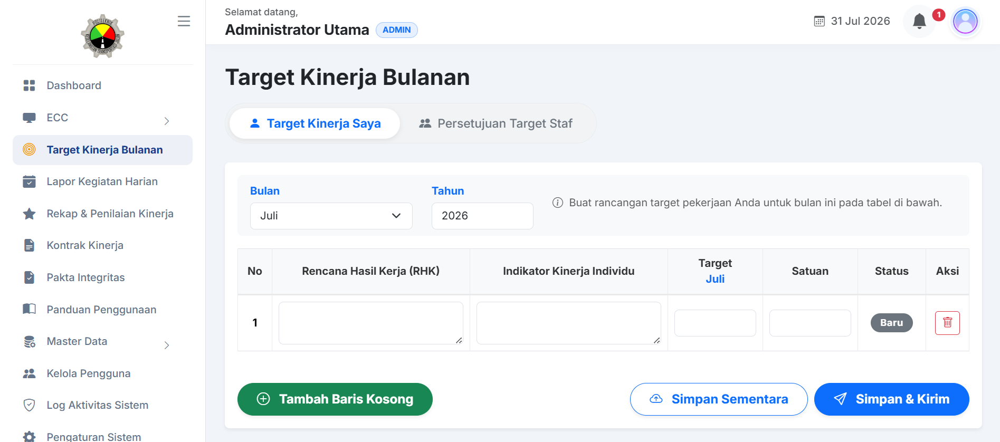 POLITEKNIK
KESELAMATAN TRANSPORTASI JALAN
Selamat datang,
Administrator Utama ADMIN
31 Jul 2026
1
Dashboard
ECC
Target Kinerja Bulanan
Lapor Kegiatan Harian
Rekap & Penilaian Kinerja
Kontrak Kinerja
Pakta Integritas
Panduan Penggunaan
Master Data
Kelola Pengguna
Log Aktivitas Sistem
Pengaturan Sistem
Target Kinerja Bulanan
Target Kinerja Saya
Persetujuan Target Staf
Bulan
Tahun
Juli
2026
Buat rancangan target pekerjaan Anda untuk bulan ini pada tabel di bawah.
No
Rencana Hasil Kerja (RHK)
Indikator Kinerja Individu
Target
Juli
Satuan
Status
Aksi
1
Baru
Tambah Baris Kosong
Simpan Sementara
Simpan & Kirim